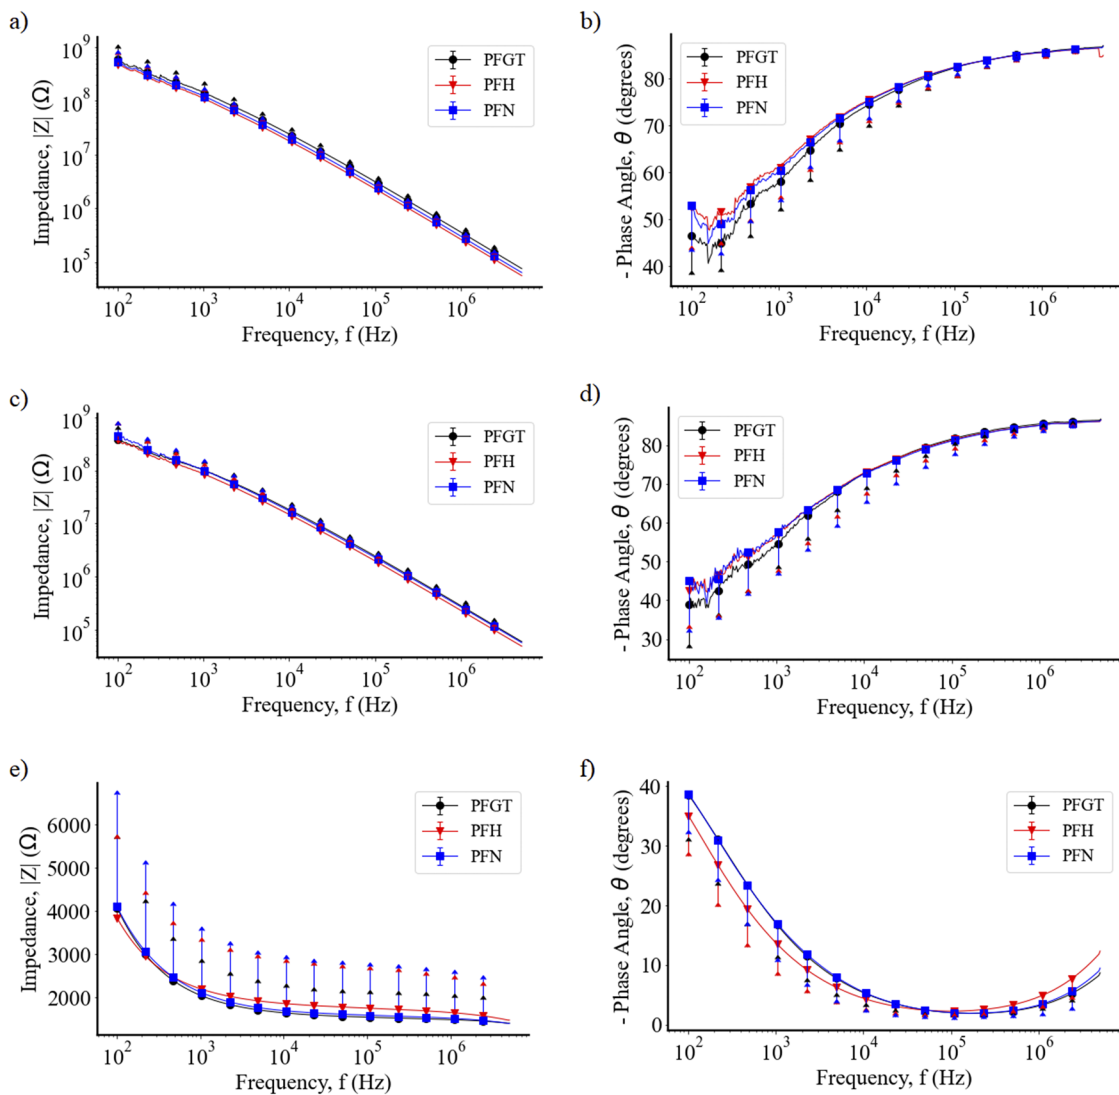 a)
10^9
10^8
10^7
10^6
10^5
Impedance, |Z| (Ω)
PFGT
PFH
PFN
10^2 10^3 10^4 10^5 10^6
Frequency, f (Hz)
b)
80
70
60
50
40
- Phase Angle, θ (degrees)
PFGT
PFH
PFN
10^2 10^3 10^4 10^5 10^6
Frequency, f (Hz)
c)
10^9
10^8
10^7
10^6
10^5
Impedance, |Z| (Ω)
PFGT
PFH
PFN
10^2 10^3 10^4 10^5 10^6
Frequency, f (Hz)
d)
80
70
60
50
40
30
- Phase Angle, θ (degrees)
PFGT
PFH
PFN
10^2 10^3 10^4 10^5 10^6
Frequency, f (Hz)
e)
6000
5000
4000
3000
2000
Impedance, |Z| (Ω)
PFGT
PFH
PFN
10^2 10^3 10^4 10^5 10^6
Frequency, f (Hz)
f)
40
30
20
10
0
- Phase Angle, θ (degrees)
PFGT
PFH
PFN
10^2 10^3 10^4 10^5 10^6
Frequency, f (Hz)